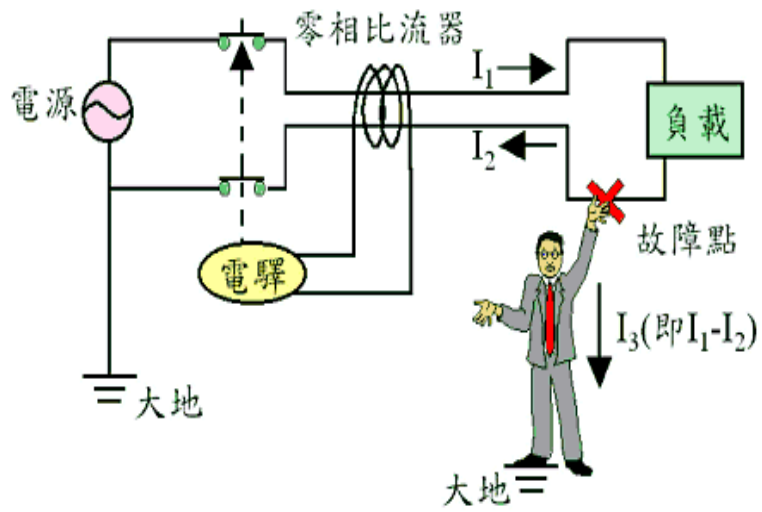 零相比流器
電源
I₁
負載
I₂
故障點
電驛
I₃(即I₁-I₂)
大地
大地